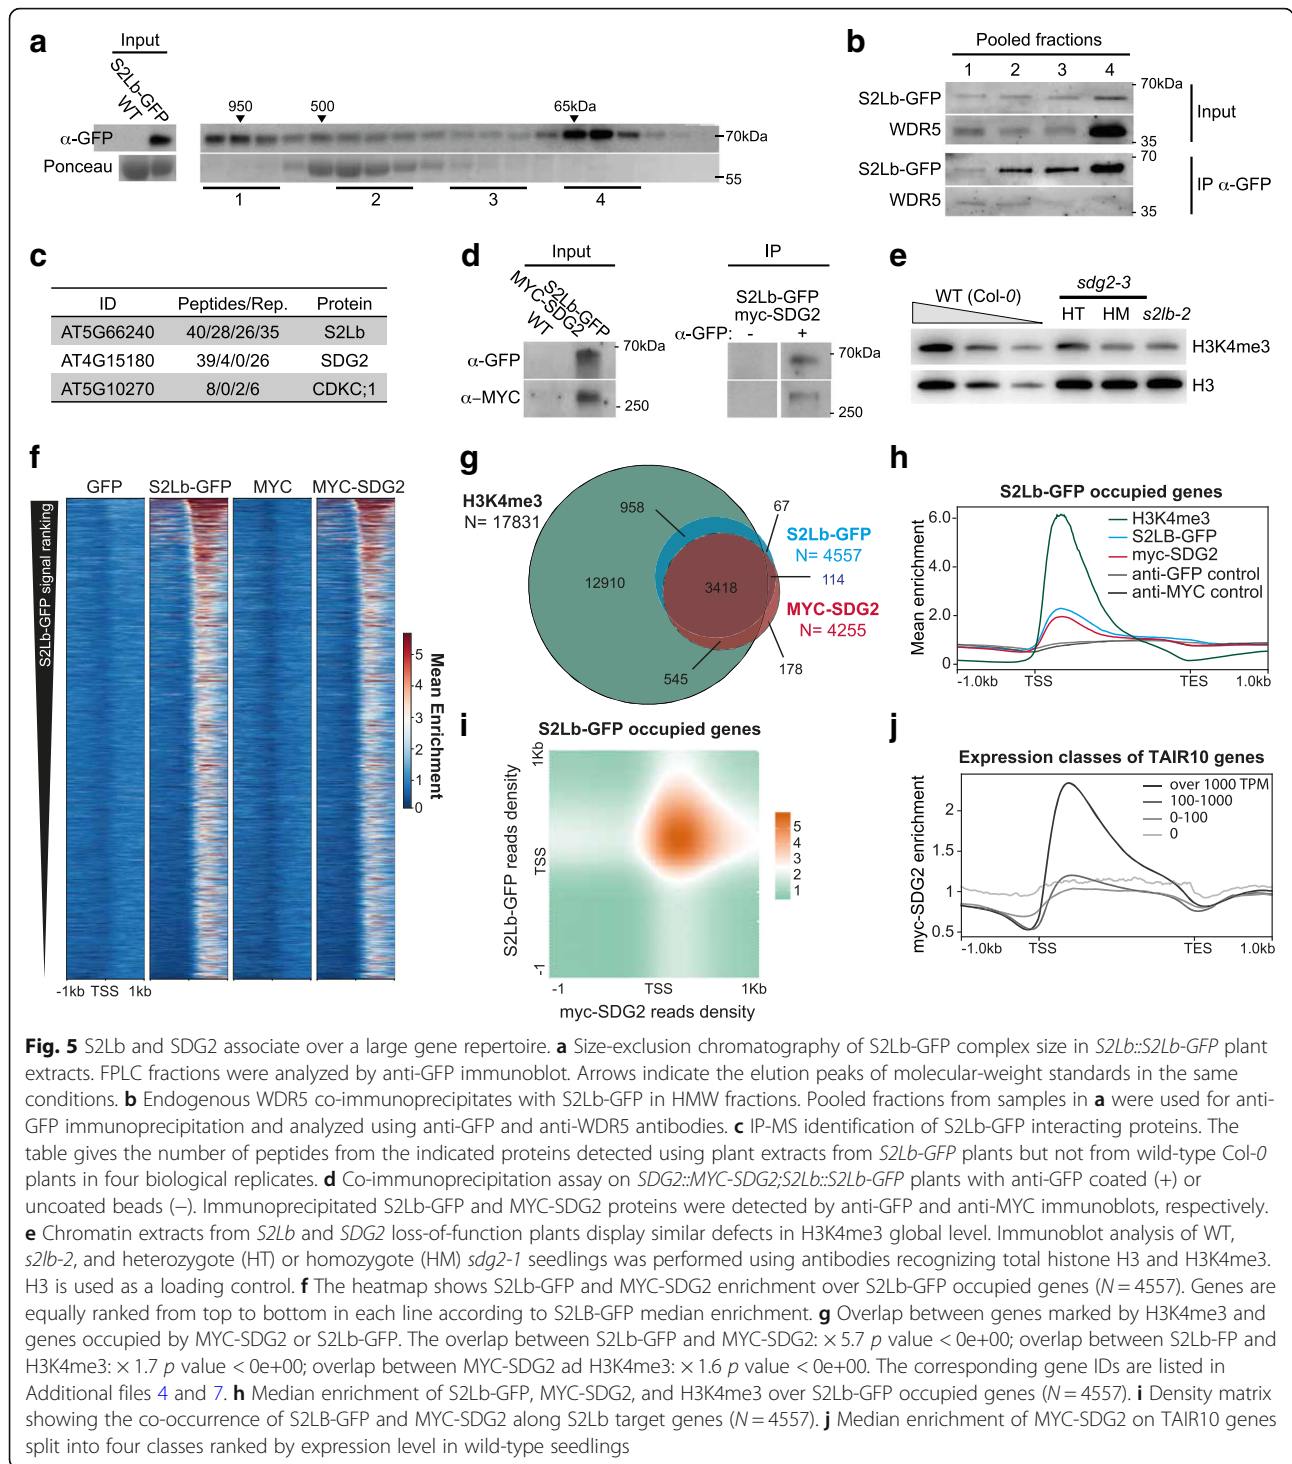 a
Input
S2Lb-GFP
WT
950
500
65kDa
α-GFP
70kDa
Ponceau
55
1 2 3 4
b
Pooled fractions
1 2 3 4
70kDa
S2Lb-GFP
WDR5
35
Input
70
S2Lb-GFP
WDR5
35
IP α-GFP
c
ID Peptides/Rep. Protein
AT5G66240 40/28/26/35 S2Lb
AT4G15180 39/4/0/26 SDG2
AT5G10270 8/0/2/6 CDKC;1
d
Input
S2Lb-GFP
MYC-SDG2
WT
α-GFP
70kDa
α-MYC
250
IP
S2Lb-GFP
myc-SDG2
α-GFP: - +
70kDa
250
e
sdg2-3
WT (Col-0)
HT HM s2lb-2
H3K4me3
H3
f
GFP S2Lb-GFP MYC MYC-SDG2
S2Lb-GFP signal ranking
5
4
3
2
1
0
Mean Enrichment
-1kb TSS 1kb
g
H3K4me3
N= 17831
958
67
S2Lb-GFP
N= 4557
12910
3418
114
MYC-SDG2
N= 4255
545
178
h
S2Lb-GFP occupied genes
Mean enrichment
6.0
4.0
2.0
0
H3K4me3
S2LB-GFP
myc-SDG2
anti-GFP control
anti-MYC control
-1.0kb TSS TES 1.0kb
i
S2Lb-GFP occupied genes
S2Lb-GFP reads density
1Kb
TSS
-1
5
4
3
2
1
-1 TSS 1Kb
myc-SDG2 reads density
j
Expression classes of TAIR10 genes
myc-SDG2 enrichment
2
1.5
1
0.5
over 1000 TPM
100-1000
0-100
0
-1.0kb TSS TES 1.0kb
Fig. 5 S2Lb and SDG2 associate over a large gene repertoire. a Size-exclusion chromatography of S2Lb-GFP complex size in S2Lb::S2Lb-GFP plant
extracts. FPLC fractions were analyzed by anti-GFP immunoblot. Arrows indicate the elution peaks of molecular-weight standards in the same
conditions. b Endogenous WDR5 co-immunoprecipitates with S2Lb-GFP in HMW fractions. Pooled fractions from samples in a were used for anti-
GFP immunoprecipitation and analyzed using anti-GFP and anti-WDR5 antibodies. c IP-MS identification of S2Lb-GFP interacting proteins. The
table gives the number of peptides from the indicated proteins detected using plant extracts from S2Lb-GFP plants but not from wild-type Col-0
plants in four biological replicates. d Co-immunoprecipitation assay on SDG2::MYC-SDG2;S2Lb::S2Lb-GFP plants with anti-GFP coated (+) or
uncoated beads (−). Immunoprecipitated S2Lb-GFP and MYC-SDG2 proteins were detected by anti-GFP and anti-MYC immunoblots, respectively.
e Chromatin extracts from S2Lb and SDG2 loss-of-function plants display similar defects in H3K4me3 global level. Immunoblot analysis of WT,
s2lb-2, and heterozygote (HT) or homozygote (HM) sdg2-1 seedlings was performed using antibodies recognizing total histone H3 and H3K4me3.
H3 is used as a loading control. f The heatmap shows S2Lb-GFP and MYC-SDG2 enrichment over S2Lb-GFP occupied genes (N = 4557). Genes are
equally ranked from top to bottom in each line according to S2LB-GFP median enrichment. g Overlap between genes marked by H3K4me3 and
genes occupied by MYC-SDG2 or S2Lb-GFP. The overlap between S2Lb-GFP and MYC-SDG2: × 5.7 p value < 0e+00; overlap between S2Lb-FP and
H3K4me3: × 1.7 p value < 0e+00; overlap between MYC-SDG2 ad H3K4me3: × 1.6 p value < 0e+00. The corresponding gene IDs are listed in
Additional files 4 and 7. h Median enrichment of S2Lb-GFP, MYC-SDG2, and H3K4me3 over S2Lb-GFP occupied genes (N = 4557). i Density matrix
showing the co-occurrence of S2LB-GFP and MYC-SDG2 along S2Lb target genes (N = 4557). j Median enrichment of MYC-SDG2 on TAIR10 genes
split into four classes ranked by expression level in wild-type seedlings